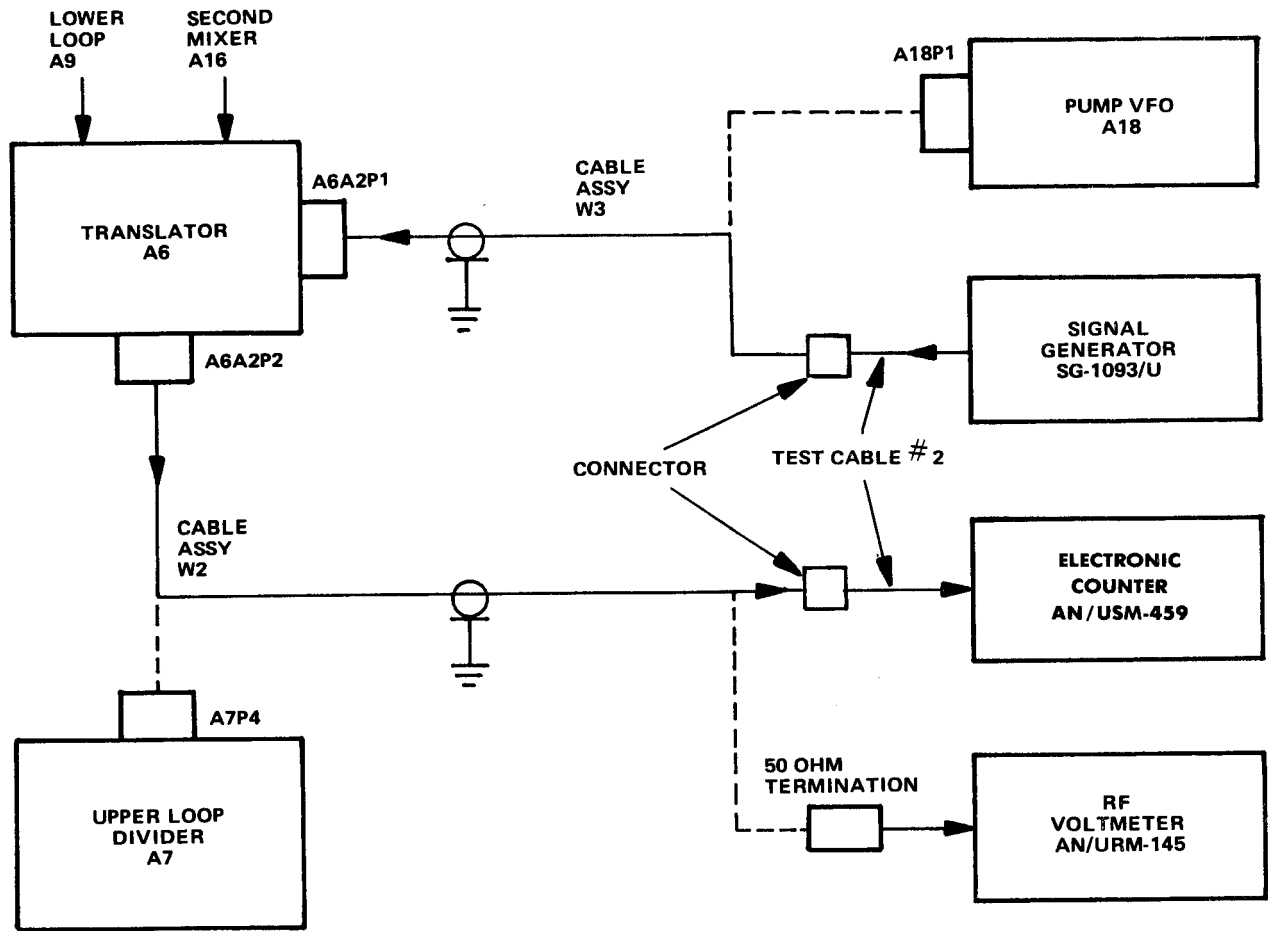 LOWER
LOOP
A9
SECOND
MIXER
A16
A18P1
PUMP VFO
A18
A6A2P1
CABLE
ASSY
W3
TRANSLATOR
A6
SIGNAL
GENERATOR
SG-1093/U
A6A2P2
CONNECTOR
TEST CABLE #2
CABLE
ASSY
W2
ELECTRONIC
COUNTER
AN/USM-459
A7P4
50 OHM
TERMINATION
UPPER LOOP
DIVIDER
A7
RF
VOLTMETER
AN/URM-145